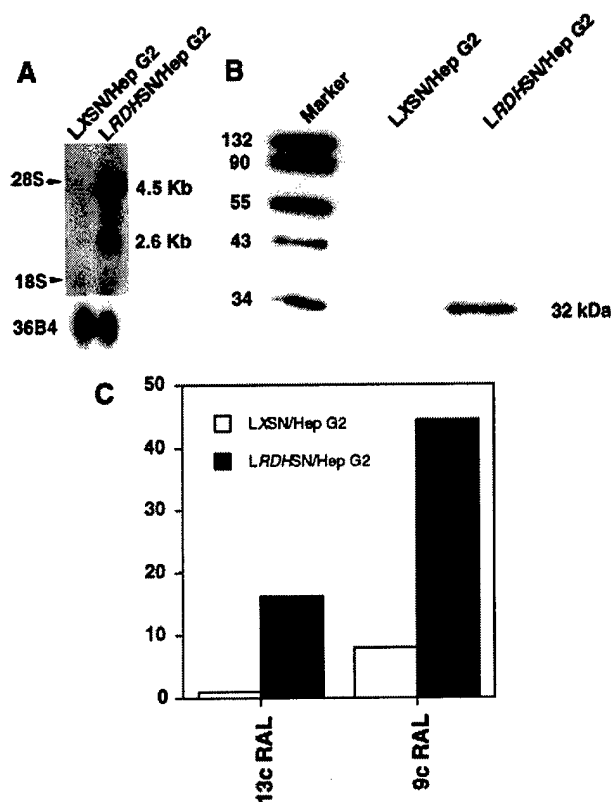 A
LXSN/Hep G2
LRDHSN/Hep G2
28S
4.5 Kb
2.6 Kb
18S
36B4
B
Marker
LXSN/Hep G2
LRDHSN/Hep G2
132
90
55
43
34
32 kDa
C
50
40
30
20
10
0
LXSN/Hep G2
LRDHSN/Hep G2
13c RAL
9c RAL